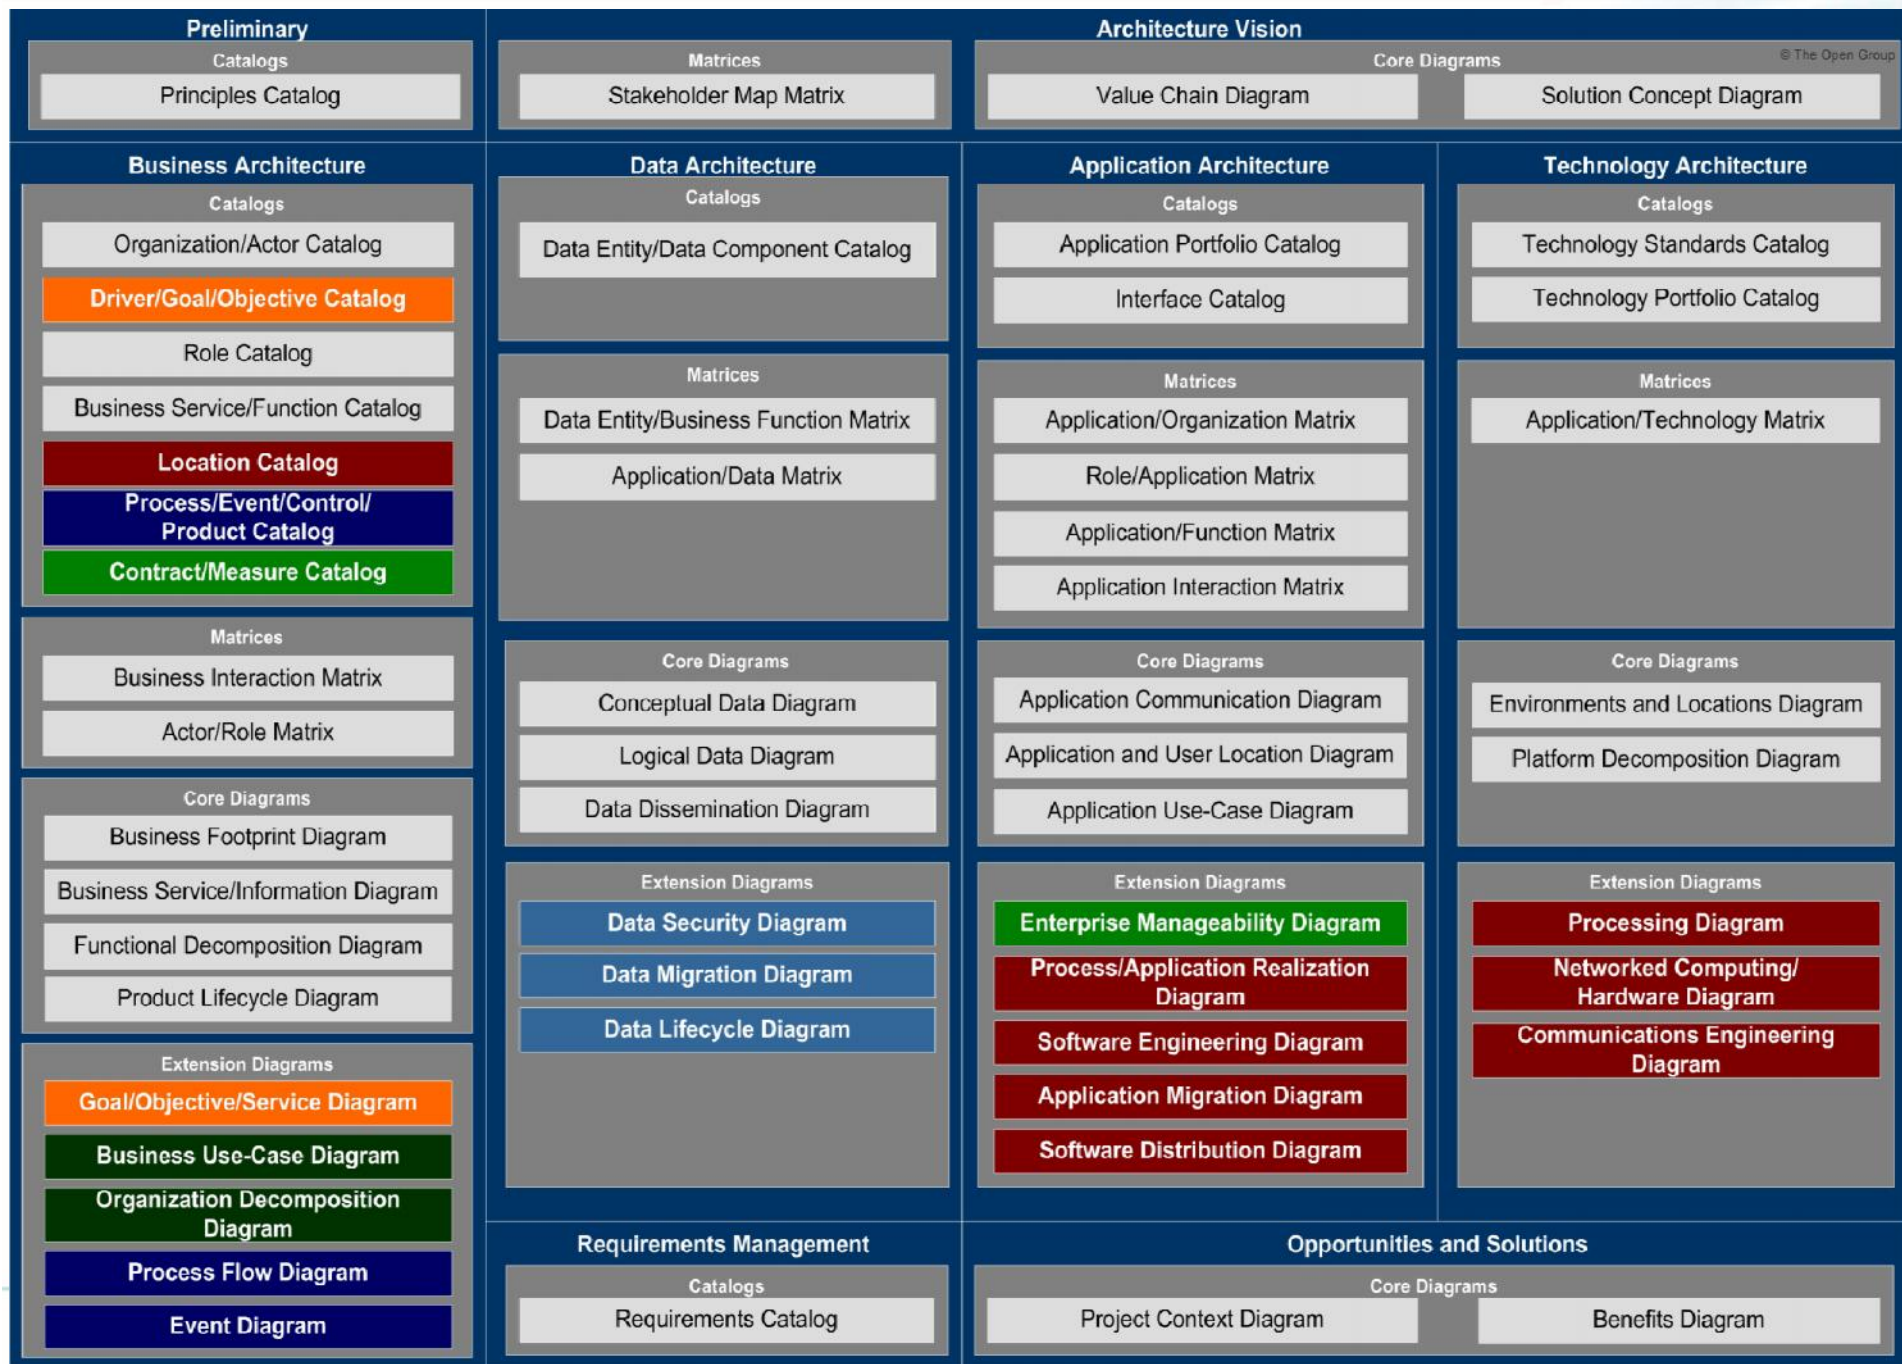 Preliminary
Catalogs
Principles Catalog
Architecture Vision
Matrices
Stakeholder Map Matrix
Core Diagrams
© The Open Group
Value Chain Diagram
Solution Concept Diagram
Business Architecture
Catalogs
Organization/Actor Catalog
Driver/Goal/Objective Catalog
Role Catalog
Business Service/Function Catalog
Location Catalog
Process/Event/Control/
Product Catalog
Contract/Measure Catalog
Matrices
Business Interaction Matrix
Actor/Role Matrix
Core Diagrams
Business Footprint Diagram
Business Service/Information Diagram
Functional Decomposition Diagram
Product Lifecycle Diagram
Extension Diagrams
Goal/Objective/Service Diagram
Business Use-Case Diagram
Organization Decomposition
Diagram
Process Flow Diagram
Event Diagram
Data Architecture
Catalogs
Data Entity/Data Component Catalog
Matrices
Data Entity/Business Function Matrix
Application/Data Matrix
Core Diagrams
Conceptual Data Diagram
Logical Data Diagram
Data Dissemination Diagram
Extension Diagrams
Data Security Diagram
Data Migration Diagram
Data Lifecycle Diagram
Application Architecture
Catalogs
Application Portfolio Catalog
Interface Catalog
Matrices
Application/Organization Matrix
Role/Application Matrix
Application/Function Matrix
Application Interaction Matrix
Core Diagrams
Application Communication Diagram
Application and User Location Diagram
Application Use-Case Diagram
Extension Diagrams
Enterprise Manageability Diagram
Process/Application Realization
Diagram
Software Engineering Diagram
Application Migration Diagram
Software Distribution Diagram
Technology Architecture
Catalogs
Technology Standards Catalog
Technology Portfolio Catalog
Matrices
Application/Technology Matrix
Core Diagrams
Environments and Locations Diagram
Platform Decomposition Diagram
Extension Diagrams
Processing Diagram
Networked Computing/
Hardware Diagram
Communications Engineering
Diagram
Requirements Management
Catalogs
Requirements Catalog
Opportunities and Solutions
Core Diagrams
Project Context Diagram
Benefits Diagram